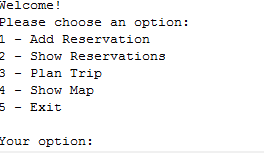 Welcome!
Please choose an option:
1 - Add Reservation
2 - Show Reservations
3 - Plan Trip
4 - Show Map
5 - Exit
Your option: